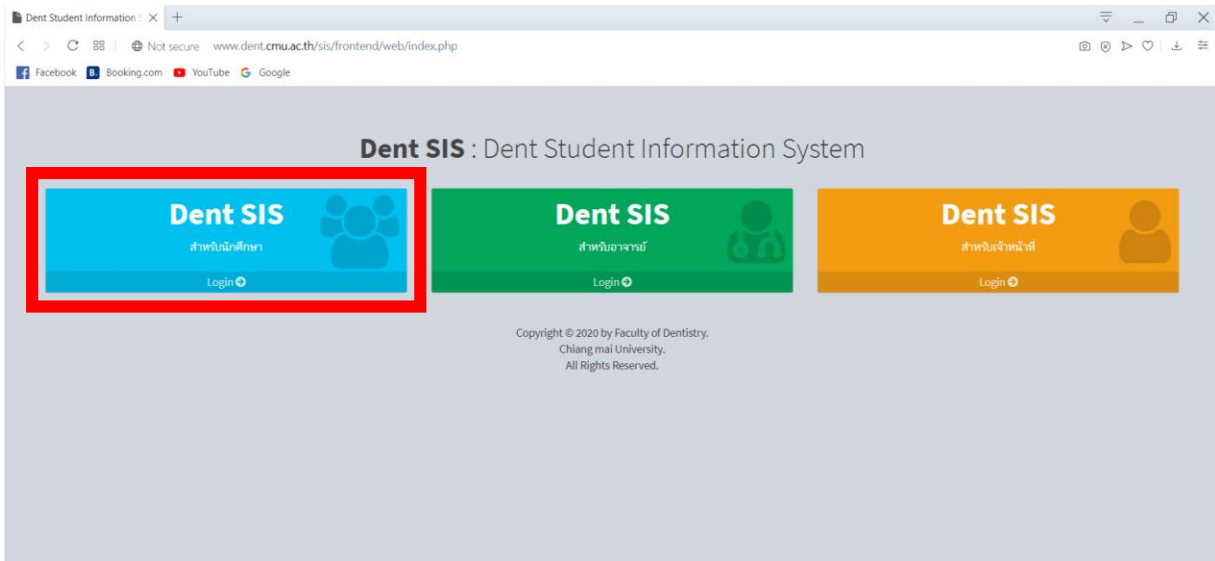 Dent Student Information S
Not secure www.dent.cmu.ac.th/sis/frontend/web/index.php
Facebook B. Booking.com YouTube G Google
Dent SIS : Dent Student Information System
Dent SIS
สำหรับนักศึกษา
Login
Dent SIS
สำหรับอาจารย์
Login
Dent SIS
สำหรับเจ้าหน้าที่
Login
Copyright © 2020 by Faculty of Dentistry.
Chiang mai University.
All Rights Reserved.